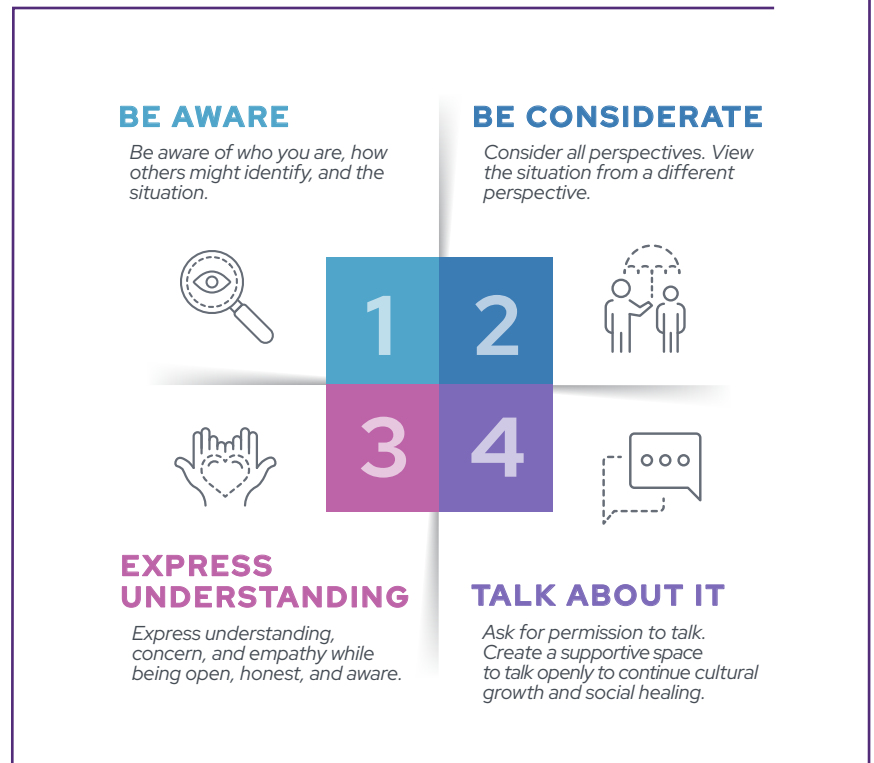 BE AWARE
Be aware of who you are, how
others might identify, and the
situation.
BE CONSIDERATE
Consider all perspectives. View
the situation from a different
perspective.
1
2
3
4
EXPRESS
UNDERSTANDING
Express understanding,
concern, and empathy while
being open, honest, and aware.
TALK ABOUT IT
Ask for permission to talk.
Create a supportive space
to talk openly to continue cultural
growth and social healing.